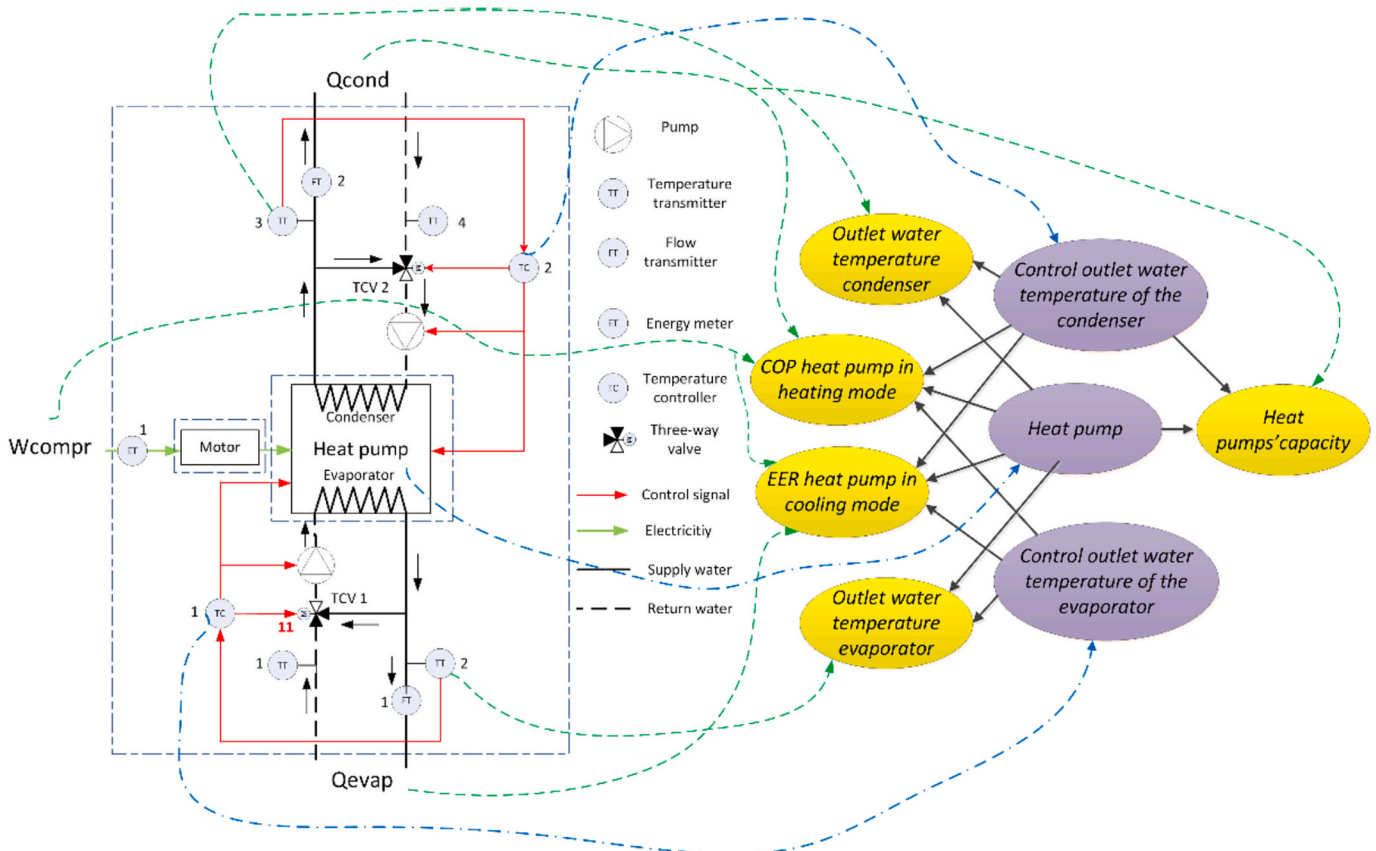 Qcond
Pump
FT
2
Temperature
transmitter
TT
3
TT
TT
4
TT
Flow
transmitter
FT
TC
2
TCV 2
Energy meter
Temperature
controller
TC
Condenser
Three-way
valve
Wcompr
1
Motor
Heat pump
Evaporator
Control signal
Electricitiy
Supply water
Return water
TCV 1
1
TC
11
1
TT
TT
2
1
FT
Qevap
Outlet water
temperature
condenser
Control outlet water
temperature of the
condenser
COP heat pump in
heating mode
Heat pump
Heat
pumps'capacity
EER heat pump in
cooling mode
Control outlet water
temperature of the
evaporator
Outlet water
temperature
evaporator